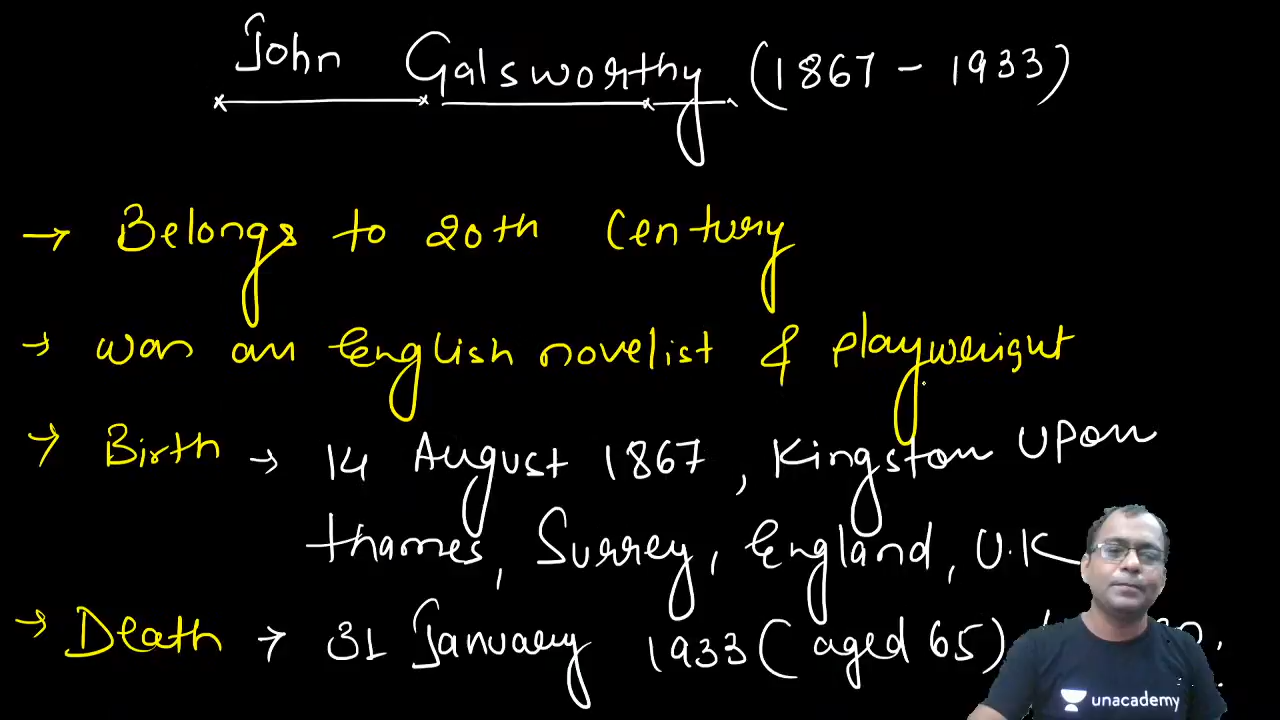 John Galsworthy (1867 - 1933)
→ Belongs to 20th Century
→ was an English novelist & playwright
→ Birth → 14 August 1867, Kingston upon
thames, Surrey, England, U.K
→ Death → 31 January 1933 (aged 65)
unacademy